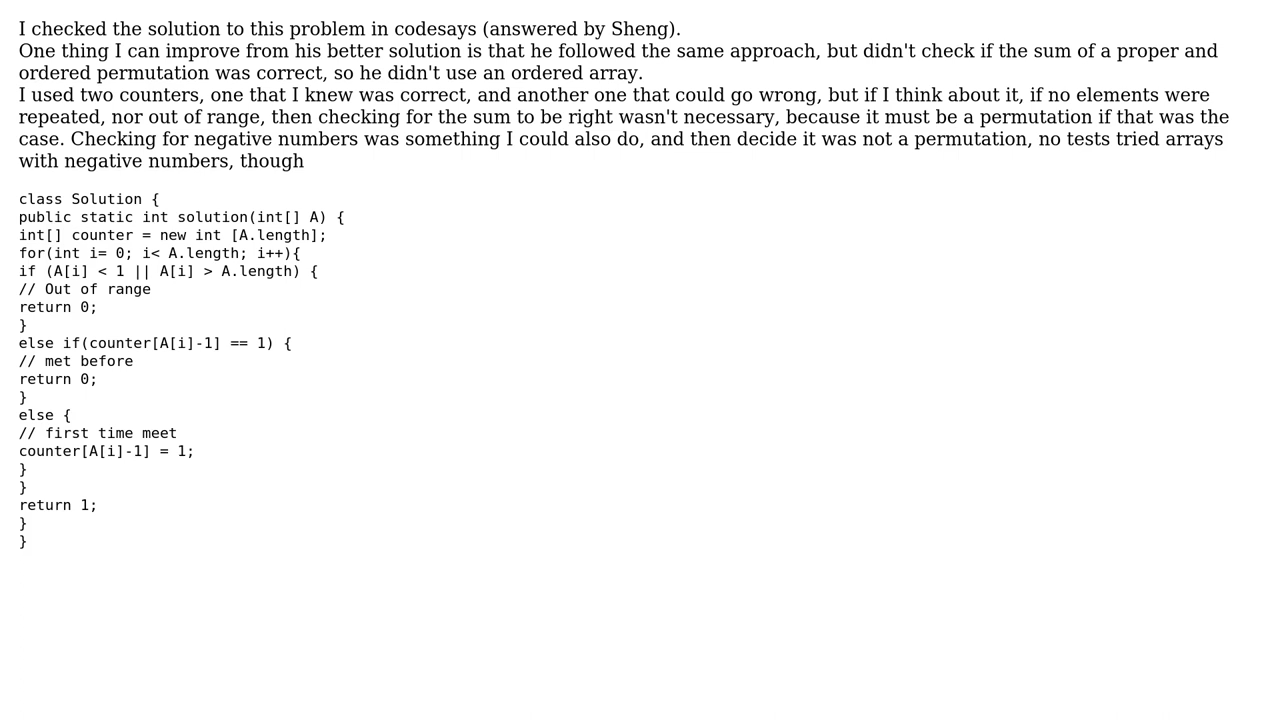 I checked the solution to this problem in codesays (answered by Sheng).
One thing I can improve from his better solution is that he followed the same approach, but didn't check if the sum of a proper and
ordered permutation was correct, so he didn't use an ordered array.
I used two counters, one that I knew was correct, and another one that could go wrong, but if I think about it, if no elements were
repeated, nor out of range, then checking for the sum to be right wasn't necessary, because it must be a permutation if that was the
case. Checking for negative numbers was something I could also do, and then decide it was not a permutation, no tests tried arrays
with negative numbers, though
class Solution {
public static int solution(int[] A) {
int[] counter = new int [A.length];
for(int i= 0; i< A.length; i++){
if (A[i] < 1 || A[i] > A.length) {
// Out of range
return 0;
}
else if(counter[A[i]-1] == 1) {
// met before
return 0;
}
else {
// first time meet
counter[A[i]-1] = 1;
}
}
return 1;
}
}